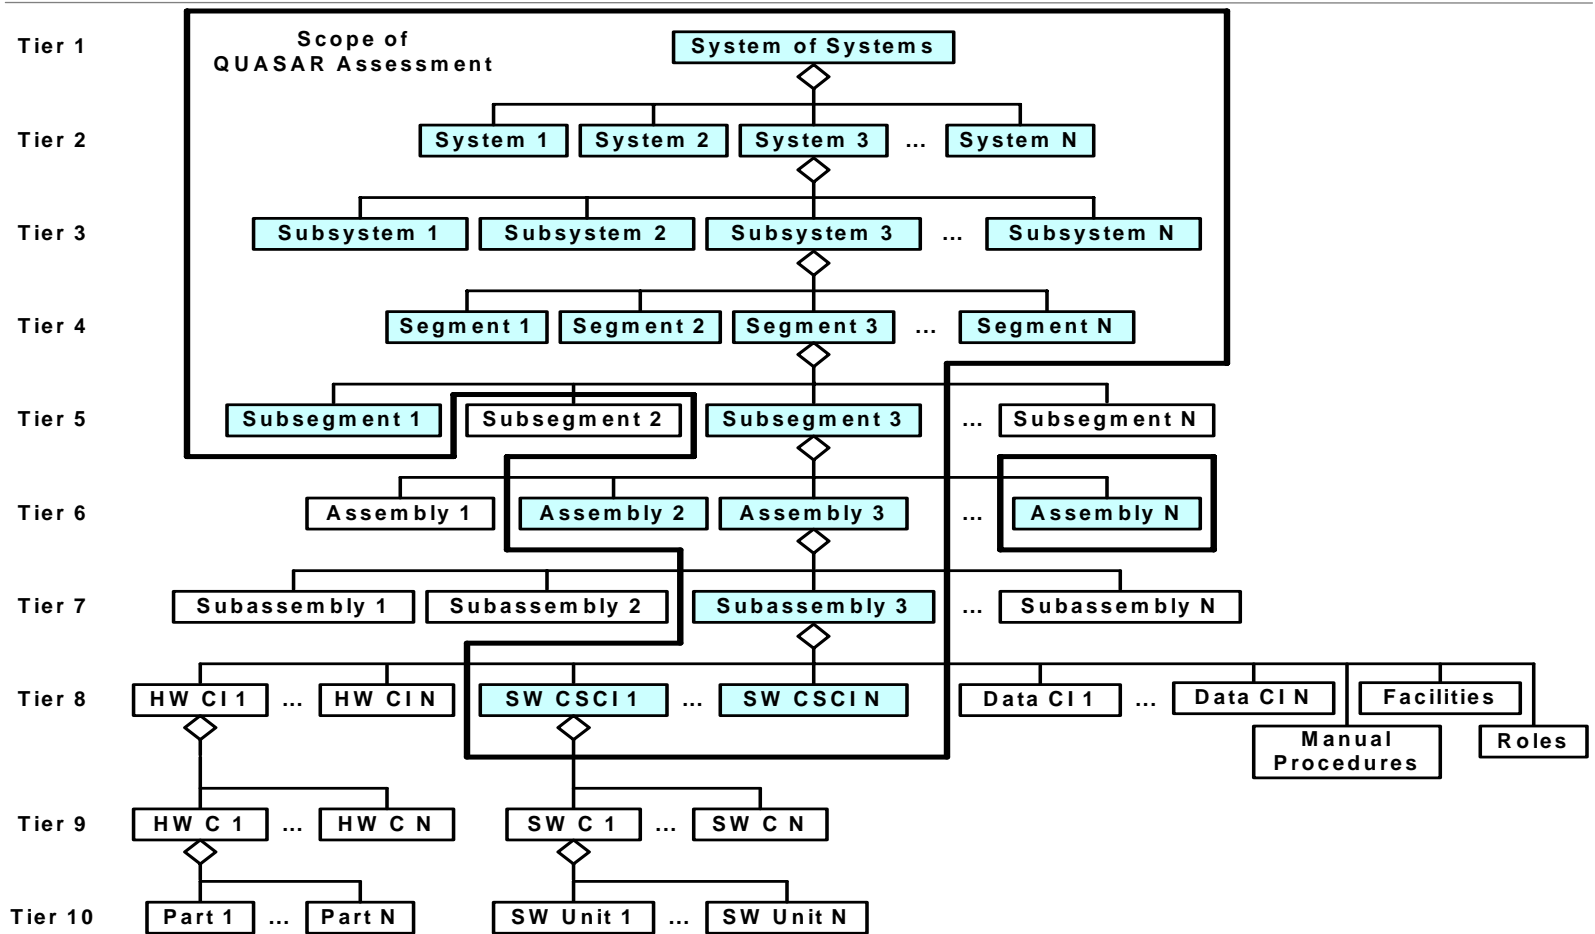 Tier 1
Scope of
QUASAR Assessment
System of Systems
Tier 2
System 1
System 2
System 3
...
System N
Tier 3
Subsystem 1
Subsystem 2
Subsystem 3
...
Subsystem N
Tier 4
Segment 1
Segment 2
Segment 3
...
Segment N
Tier 5
Subsegment 1
Subsegment 2
Subsegment 3
...
Subsegment N
Tier 6
Assembly 1
Assembly 2
Assembly 3
...
Assembly N
Tier 7
Subassembly 1
Subassembly 2
Subassembly 3
...
Subassembly N
Tier 8
HW CI 1
...
HW CI N
SW CSCI 1
...
SW CSCI N
Data CI 1
...
Data CI N
Facilities
Manual
Procedures
Roles
Tier 9
HW C 1
...
HW C N
SW C 1
...
SW C N
Tier 10
Part 1
...
Part N
SW Unit 1
...
SW Unit N